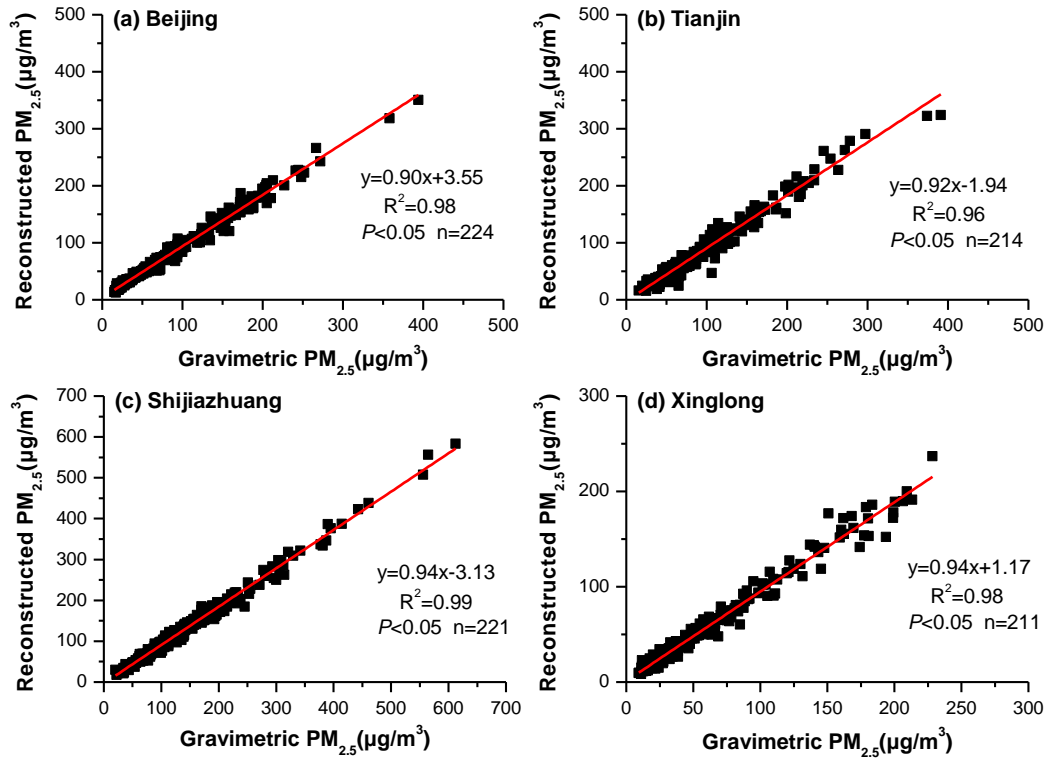 (a) Beijing
Reconstructed PM2.5(μg/m3)
500
400
300
200
100
0
y=0.90x+3.55
R2=0.98
P<0.05 n=224
0 100 200 300 400 500
Gravimetric PM2.5(μg/m3)
(b) Tianjin
Reconstructed PM2.5(μg/m3)
500
400
300
200
100
0
y=0.92x-1.94
R2=0.96
P<0.05 n=214
0 100 200 300 400 500
Gravimetric PM2.5(μg/m3)
(c) Shijiazhuang
Reconstructed PM2.5(μg/m3)
700
600
500
400
300
200
100
0
y=0.94x-3.13
R2=0.99
P<0.05 n=221
0 100 200 300 400 500 600 700
Gravimetric PM2.5(μg/m3)
(d) Xinglong
Reconstructed PM2.5(μg/m3)
300
200
100
0
y=0.94x+1.17
R2=0.98
P<0.05 n=211
0 50 100 150 200 250 300
Gravimetric PM2.5(μg/m3)